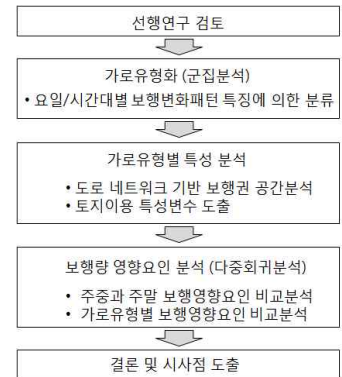 선행연구 검토
가로유형화 (군집분석)
• 요일/시간대별 보행변화패턴 특징에 의한 분류
가로유형별 특성 분석
• 도로 네트워크 기반 보행권 공간분석
• 토지이용 특성변수 도출
보행량 영향요인 분석 (다중회귀분석)
• 주중과 주말 보행영향요인 비교분석
• 가로유형별 보행영향요인 비교분석
결론 및 시사점 도출